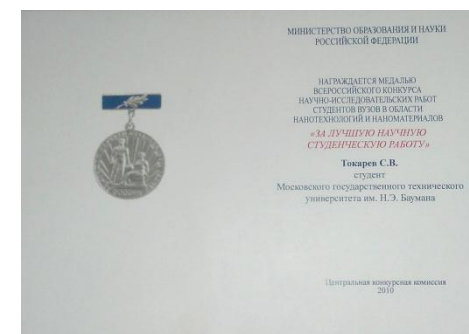 МИНИСТЕРСТВО ОБРАЗОВАНИЯ И НАУКИ
РОССИЙСКОЙ ФЕДЕРАЦИИ
НАГРАЖДАЕТСЯ МЕДАЛЬЮ
ВСЕРОССИЙСКОГО КОНКУРСА
НАУЧНО-ИССЛЕДОВАТЕЛЬСКИХ РАБОТ
СТУДЕНТОВ ВУЗОВ В ОБЛАСТИ
НАНОТЕХНОЛОГИЙ И НАНОМАТЕРИАЛОВ
«ЗА ЛУЧШУЮ НАУЧНУЮ
СТУДЕНЧЕСКУЮ РАБОТУ»
Токарев С.В.
студент
Московского государственного технического
университета им. Н.Э. Баумана
Центральная конкурсная комиссия
2010